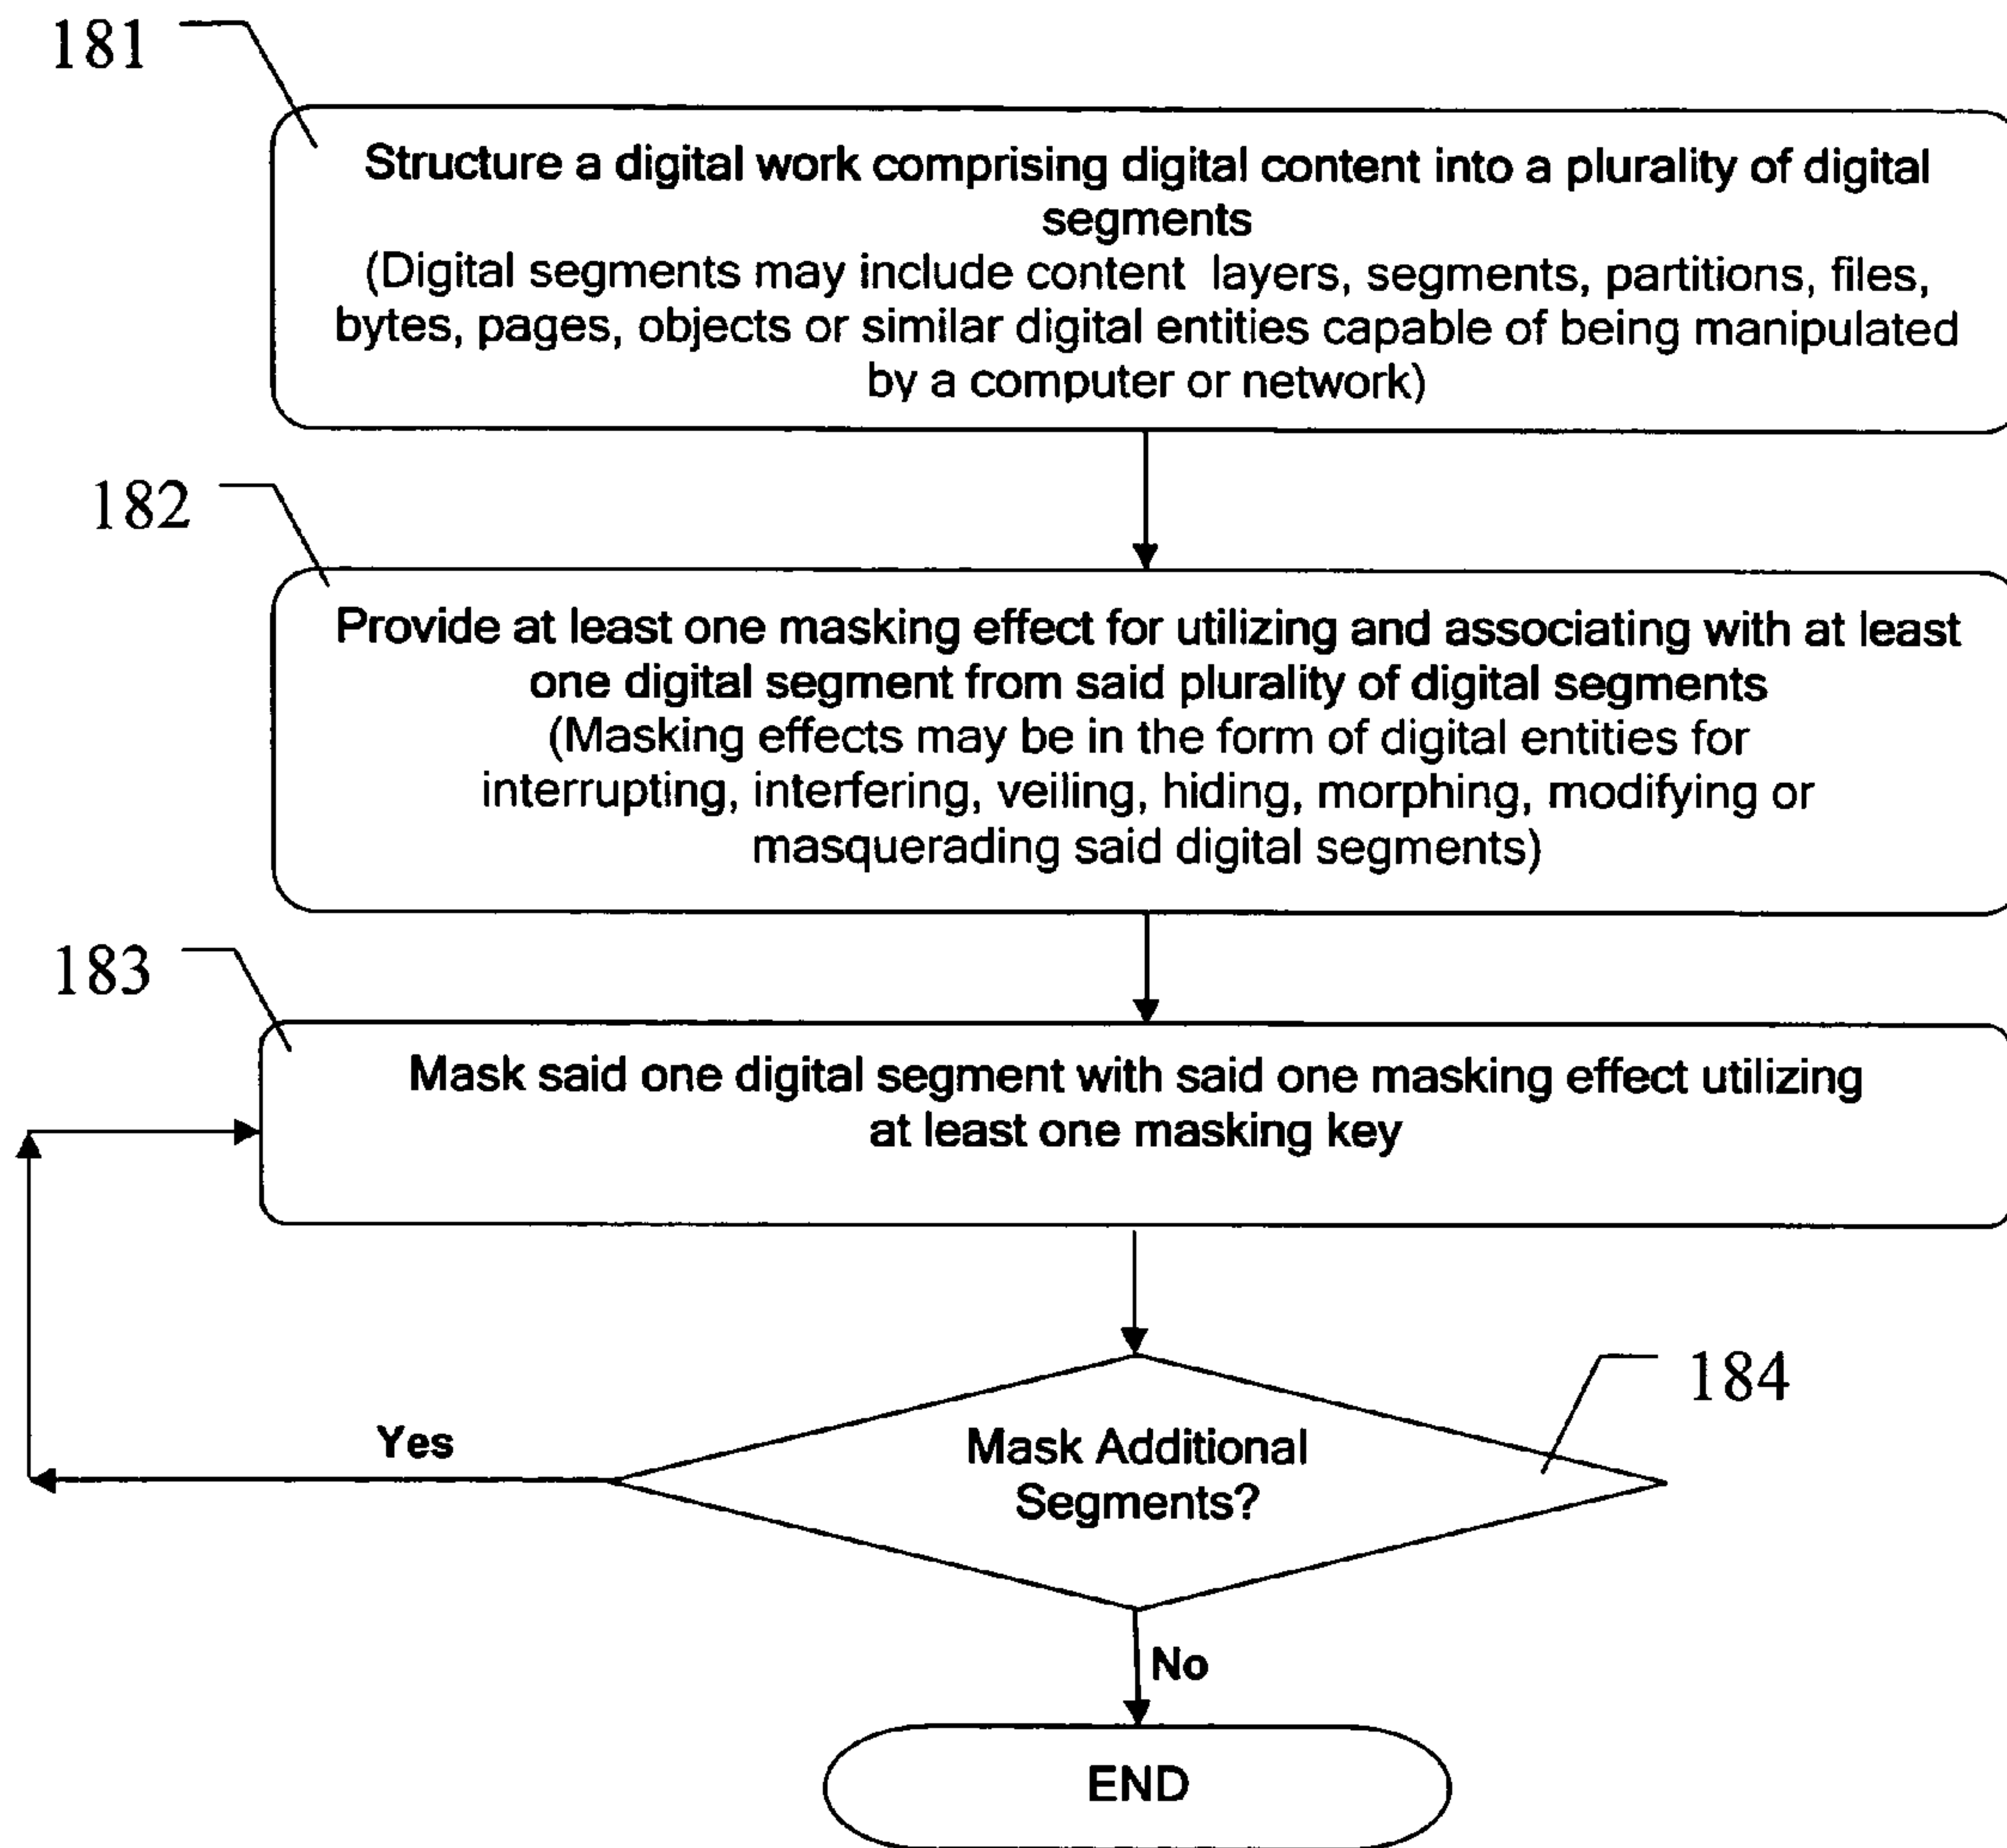 181
Structure a digital work comprising digital content into a plurality of digital
segments
(Digital segments may include content layers, segments, partitions, files,
bytes, pages, objects or similar digital entities capable of being manipulated
by a computer or network)
182
Provide at least one masking effect for utilizing and associating with at least
one digital segment from said plurality of digital segments
(Masking effects may be in the form of digital entities for
interrupting, interfering, veiling, hiding, morphing, modifying or
masquerading said digital segments)
183
Mask said one digital segment with said one masking effect utilizing
at least one masking key
184
Yes
Mask Additional
Segments?
No
END